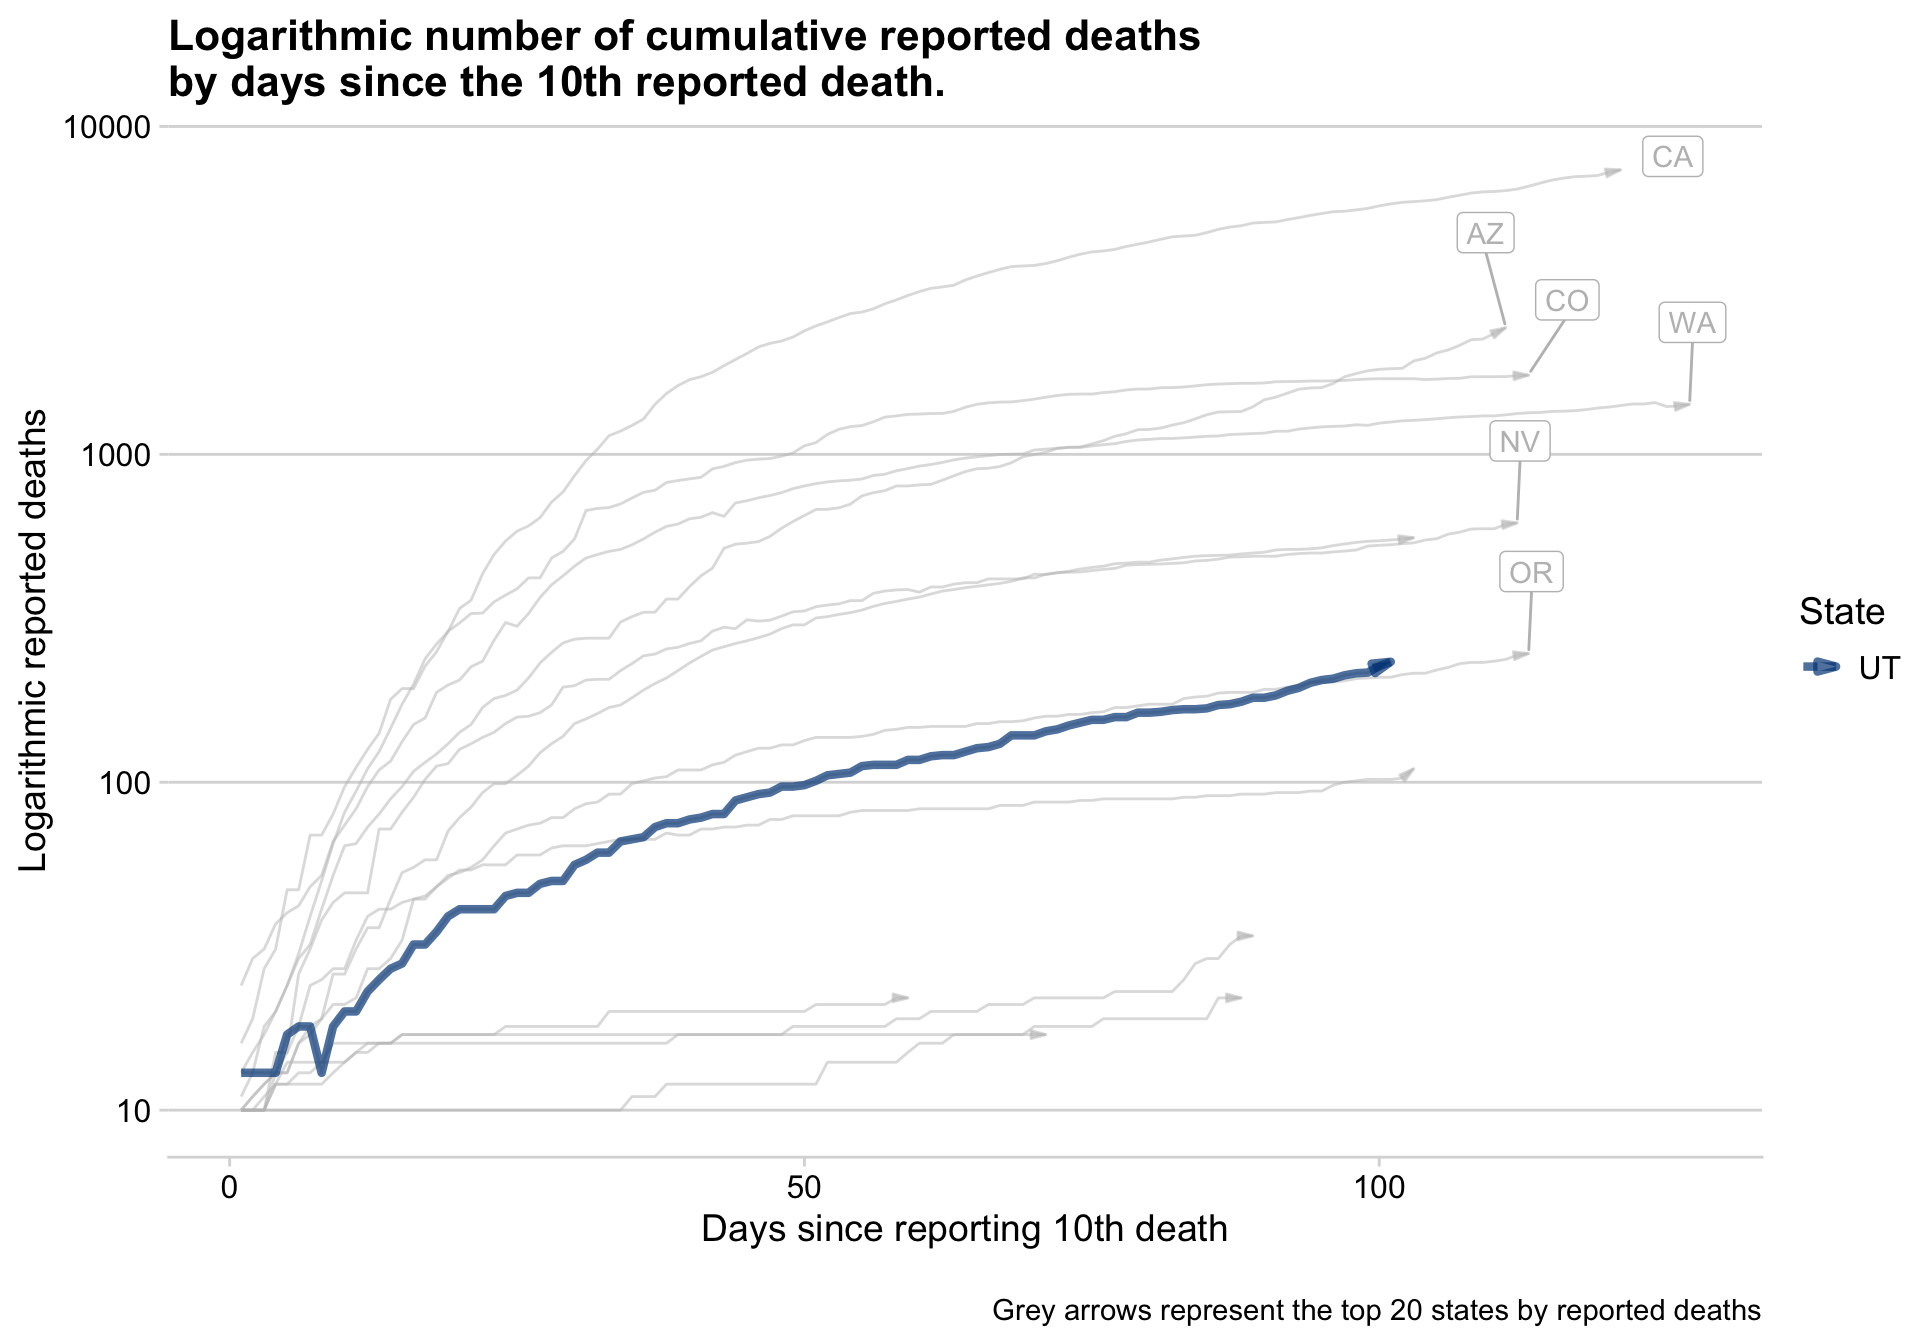 Logarithmic number of cumulative reported deaths
by days since the 10th reported death.
10000
CA
AZ
CO
WA
1000
NV
OR
Logarithmic reported deaths
State
UT
100
10
0
50
100
Days since reporting 10th death
Grey arrows represent the top 20 states by reported deaths